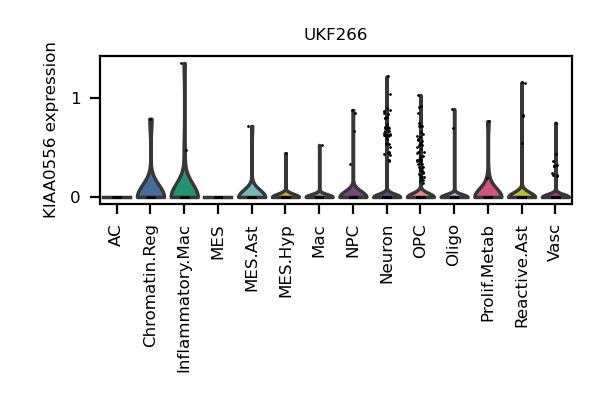 UKF266
KIAA0556 expression
1
0
AC
Chromatin.Reg
Inflammatory.Mac
MES
MES.Ast
MES.Hyp
Mac
NPC
Neuron
OPC
Oligo
Prolif.Metab
Reactive.Ast
Vasc